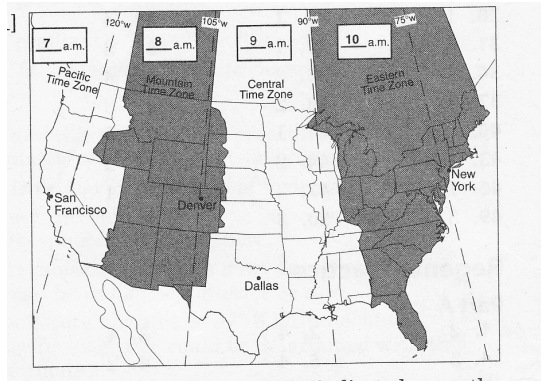 ]
120°w
105°w
90°w
75°w
7 a.m.
8 a.m.
9 a.m.
10 a.m.
Pacific
Time Zone
Mountain
Time Zone
Central
Time Zone
Eastern
Time Zone
San
Francisco
Denver
Dallas
New
York